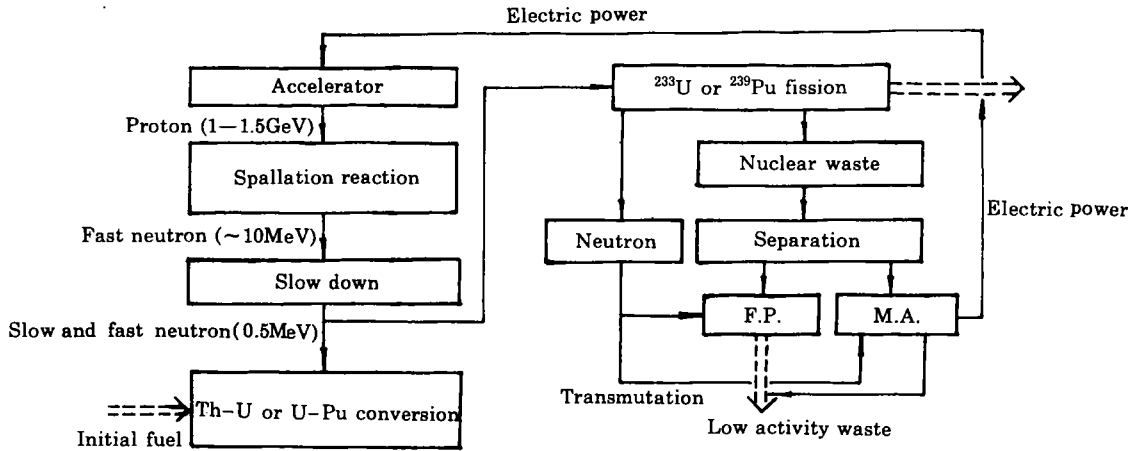 Electric power
Accelerator
²³³U or ²³⁹Pu fission
Proton (1—1.5GeV)
Spallation reaction
Nuclear waste
Electric power
Fast neutron (~10MeV)
Neutron
Separation
Slow down
Slow and fast neutron(0.5MeV)
F.P.
M.A.
Th-U or U-Pu conversion
Transmutation
Initial fuel
Low activity waste